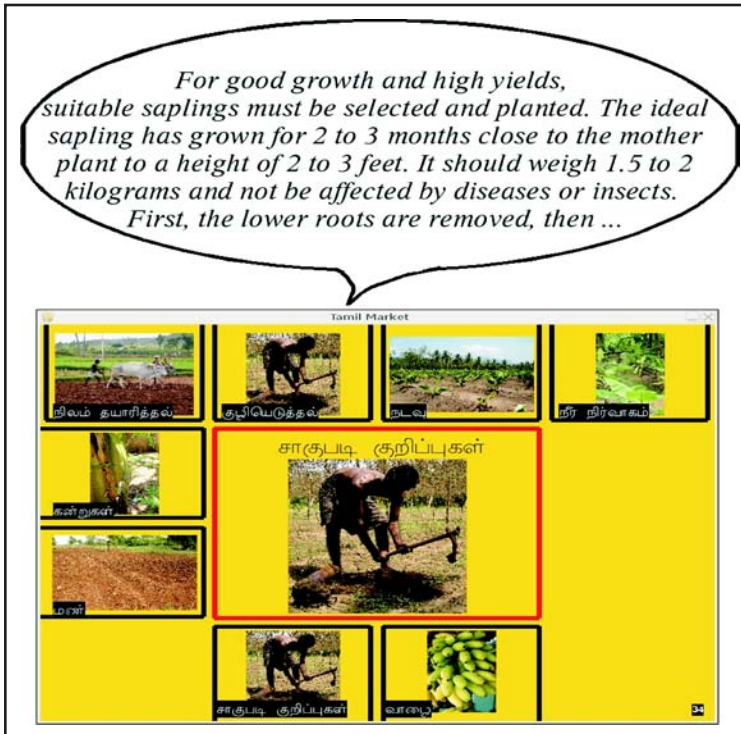 For good growth and high yields,
suitable saplings must be selected and planted. The ideal
sapling has grown for 2 to 3 months close to the mother
plant to a height of 2 to 3 feet. It should weigh 1.5 to 2
kilograms and not be affected by diseases or insects.
First, the lower roots are removed, then ...
Tamil Market
நிலம் தயாரித்தல்
குழியெடுத்தல்
நடவு
நீர் நிர்வாகம்
கன்றுகள்
சாகுபடி குறிப்புகள்
மண்
சாகுபடி குறிப்புகள்
வாழை
34